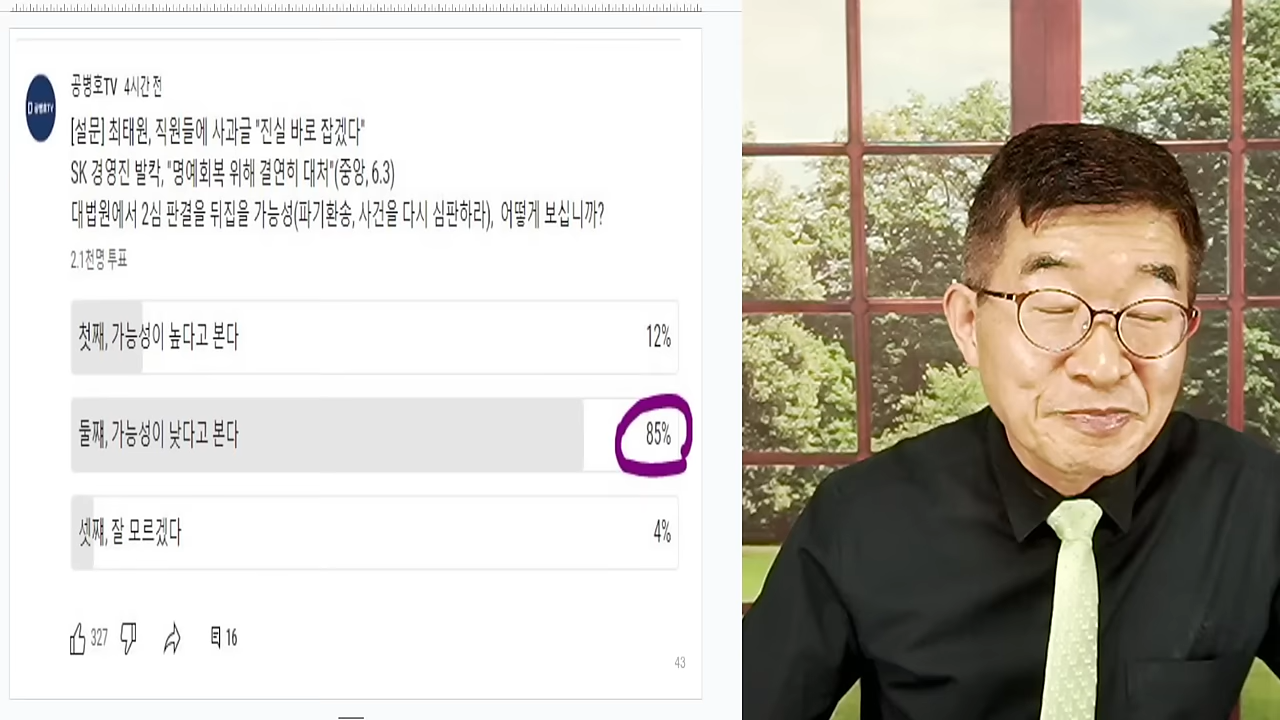 공병호TV 4시간 전
공병호TV
[설문] 최태원, 직원들에 사과글 "진실 바로 잡겠다"
SK 경영진 발칵, "명예회복 위해 결연히 대처"(중앙, 6.3)
대법원에서 2심 판결을 뒤집을 가능성(파기환송, 사건을 다시 심판하라), 어떻게 보십니까?
2.1천명 투표
첫째, 가능성이 높다고 본다 12%
둘째, 가능성이 낮다고 본다 85%
셋째, 잘 모르겠다 4%
327 16
43